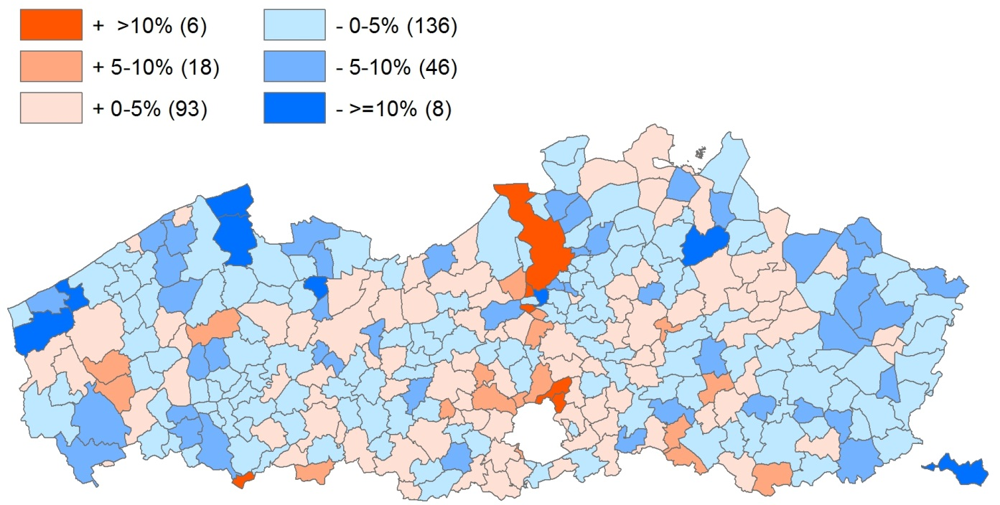 + >10% (6)
- 0-5% (136)
+ 5-10% (18)
- 5-10% (46)
+ 0-5% (93)
- >=10% (8)